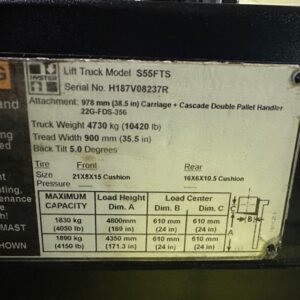 HYSTER
Lift Truck Model S55FTS
Serial No. H187V08237R
Attachment: 978 mm (38.5 in) Carriage + Cascade Double Pallet Handler
22G-FDS-356
Truck Weight 4730 kg (10420 lb)
Tread Width 900 mm (35.5 in)
Back Tilt 5.0 Degrees
Tire Front Rear
Size: 21X8X15 Cushion 16X6X10.5 Cushion
Pressure
MAXIMUM CAPACITY Load Height Dim. A Load Center Dim. B Dim. C
1830 kg (4050 lb) 4800mm (189 in) 610 mm (24 in) 610 mm (24 in)
1890 kg (4150 lb) 4350 mm (171.3 in) 610 mm (24 in) 610 mm (24 in)
C
B
A
G
and
ting.
enance
e
MAST
HOWN